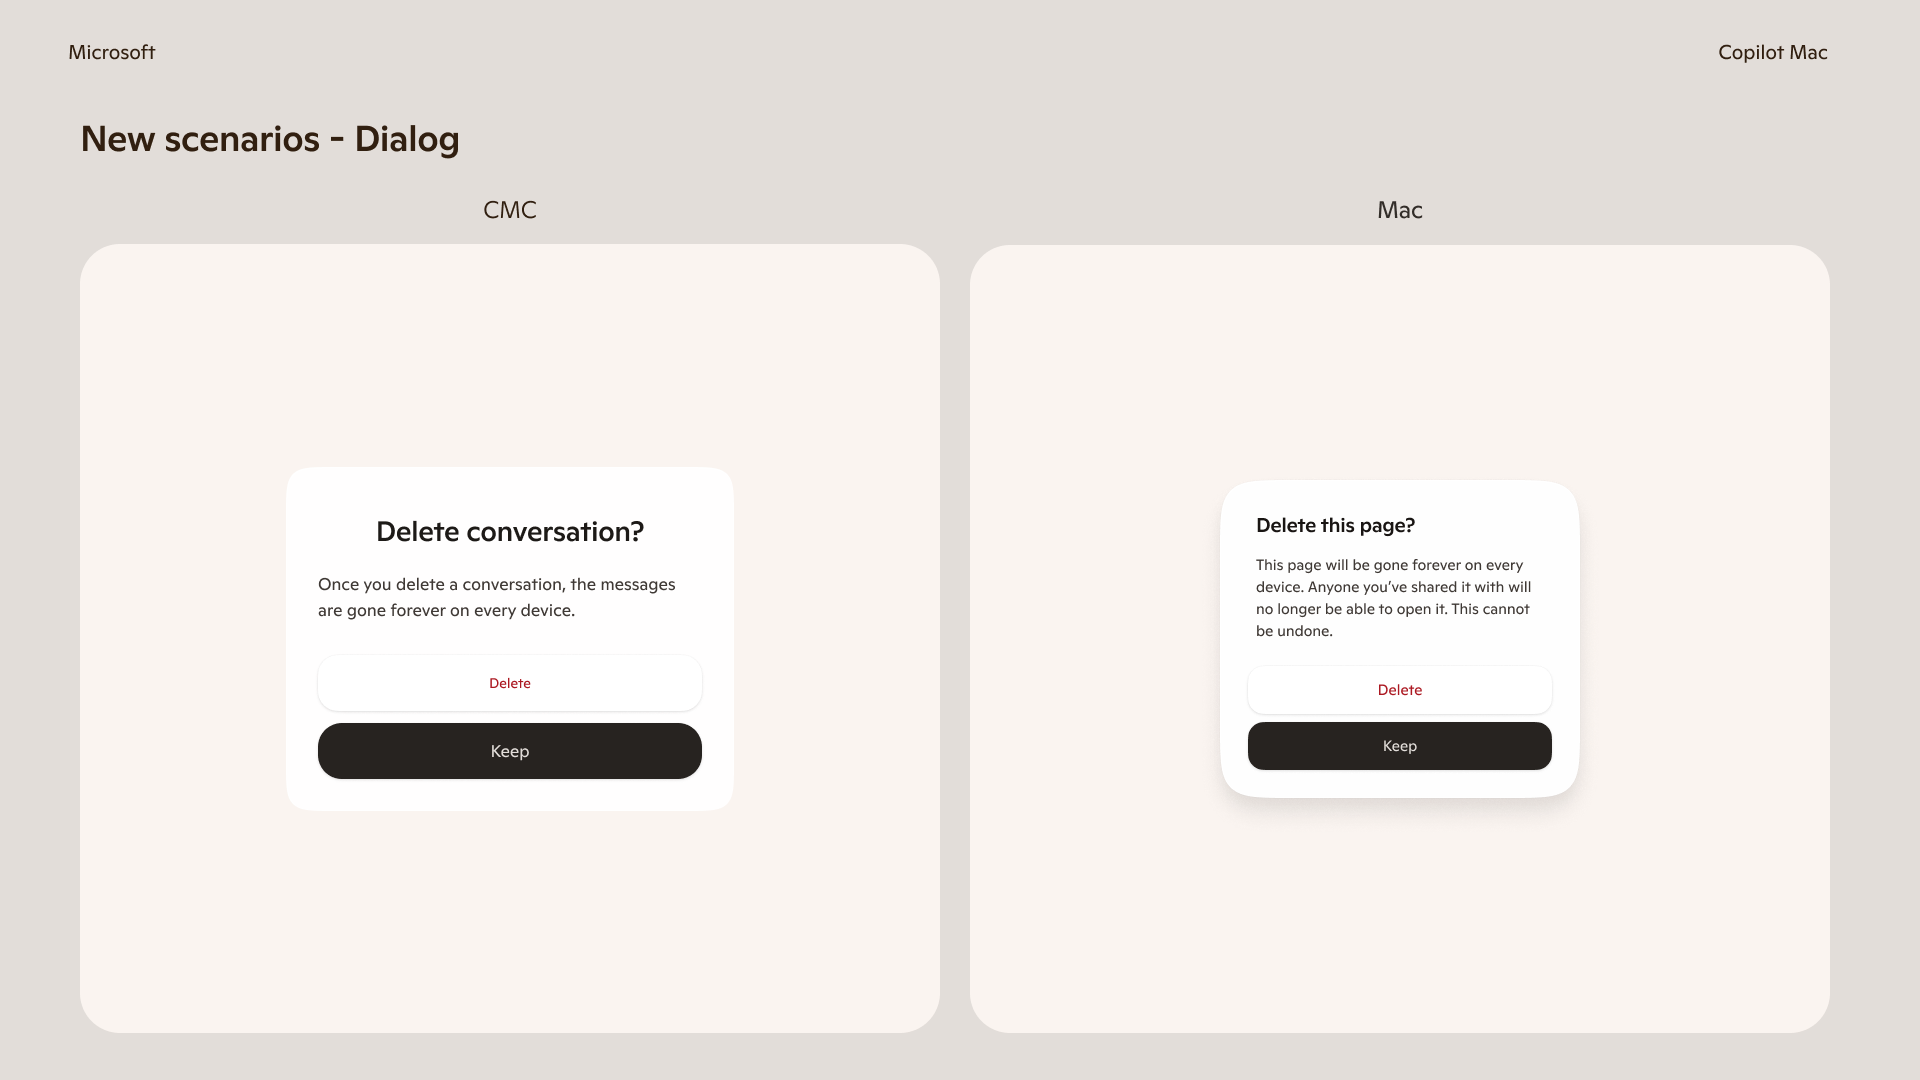 Microsoft
Copilot Mac
New scenarios - Dialog
CMC
Mac
Delete conversation?
Once you delete a conversation, the messages
are gone forever on every device.
Delete
Keep
Delete this page?
This page will be gone forever on every
device. Anyone you’ve shared it with will
no longer be able to open it. This cannot
be undone.
Delete
Keep